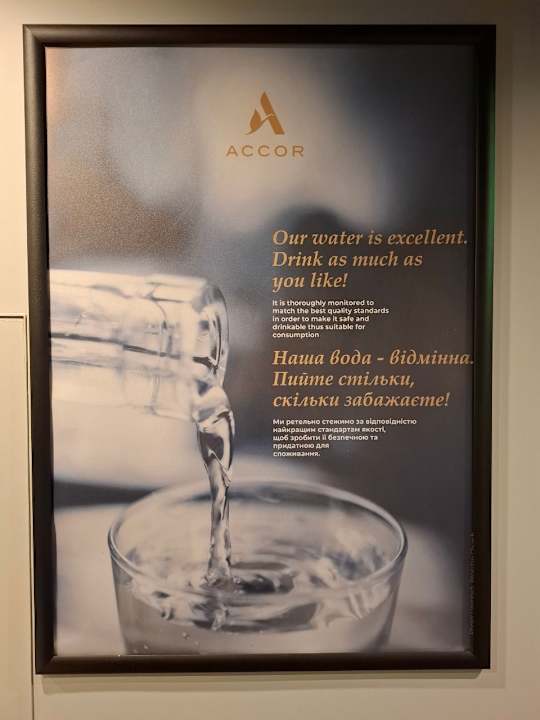 ACCOR
Our water is excellent.
Drink as much as
you like!
It is thoroughly monitored to
match the best quality standards
in order to make it safe and
drinkable thus suitable for
consumption
Наша вода - відмінна.
Пийте стільки,
скільки забажаєте!
Ми ретельно стежимо за відповідністю
найкращим стандартам якості,
щоб зробити її безпечною та
придатною для
споживання.